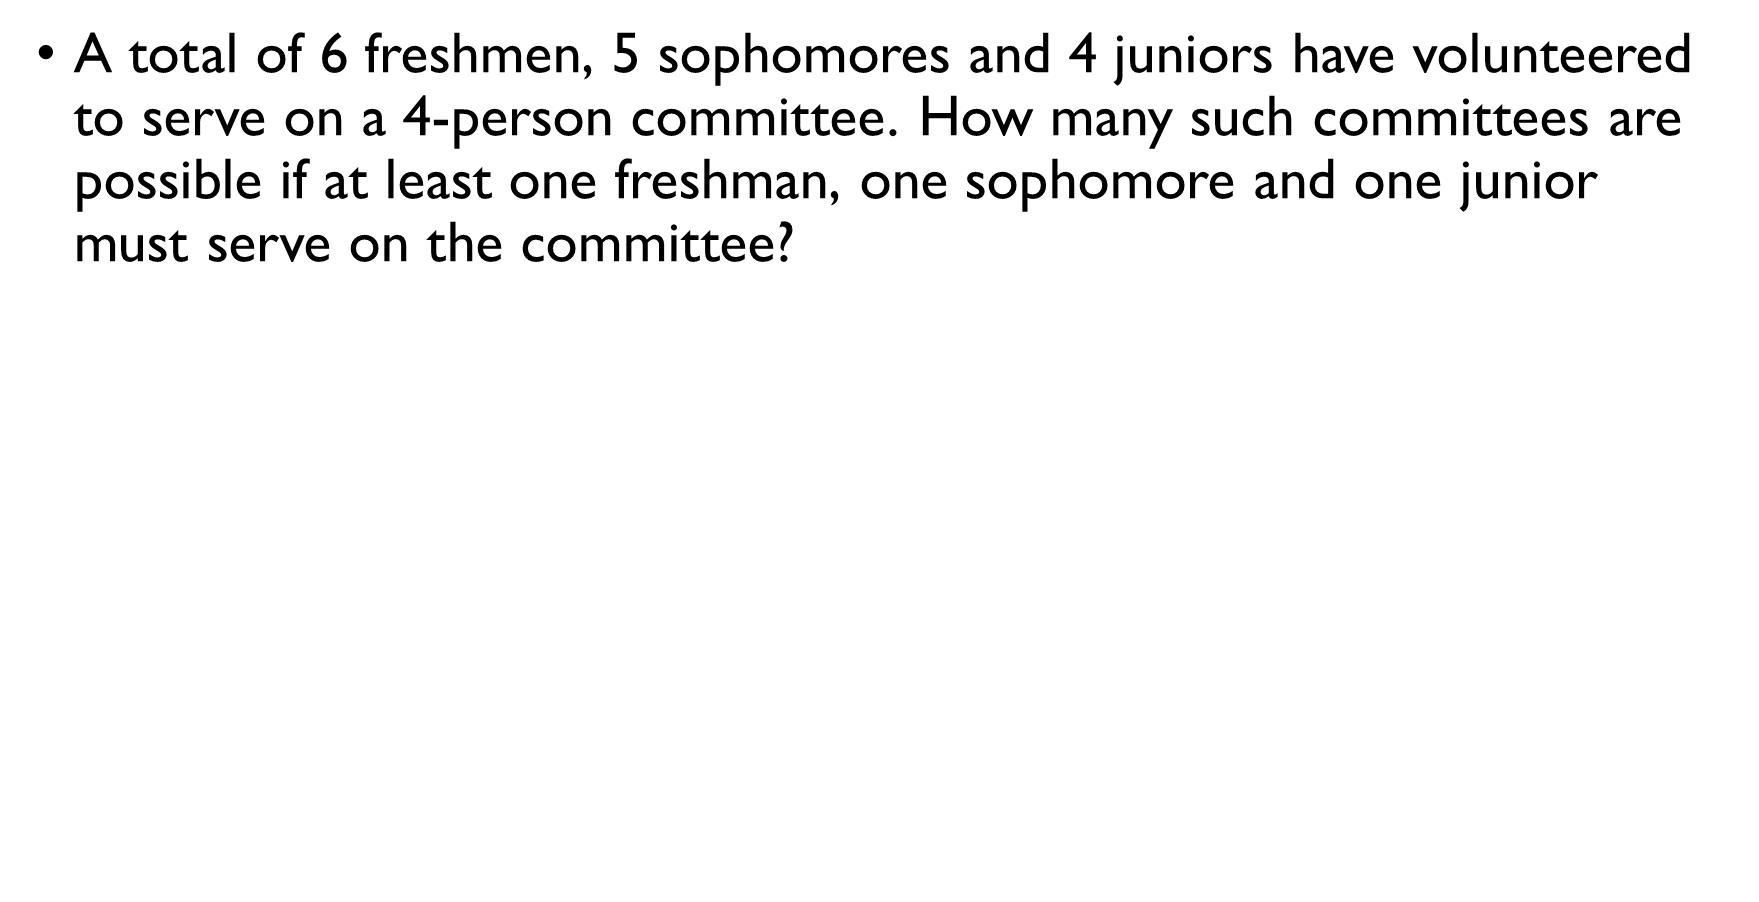 • A total of 6 freshmen, 5 sophomores and 4 juniors have volunteered
to serve on a 4-person committee. How many such committees are
possible if at least one freshman, one sophomore and one junior
must serve on the committee?